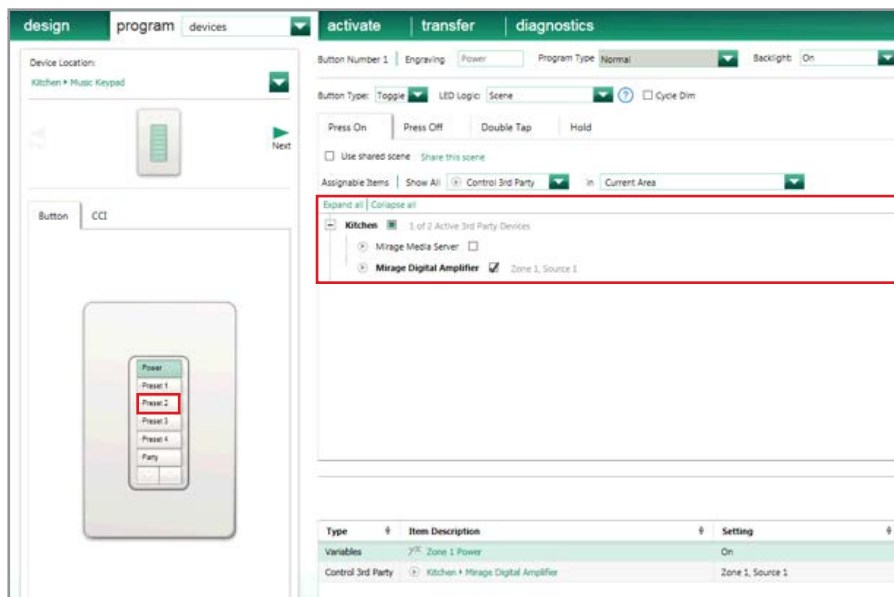 design program devices activate transfer diagnostics
Device Location:
Kitchen ▸ Music Keypad
Next
Button CCI
Power
Preset 1
Preset 2
Preset 3
Preset 4
Party
Button Number 1 Engraving Power Program Type Normal Backlight On
Button Type: Toggle LED Logic: Scene ? Cycle Dim
Press On Press Off Double Tap Hold
Use shared scene Share this scene
Assignable Items Show All Control 3rd Party in Current Area
Expand all Collapse all
Kitchen 1 of 2 Active 3rd Party Devices
Mirage Media Server
Mirage Digital Amplifier Zone 1, Source 1
Type Item Description Setting
Variables Zone 1 Power On
Control 3rd Party Kitchen ▸ Mirage Digital Amplifier Zone 1, Source 1